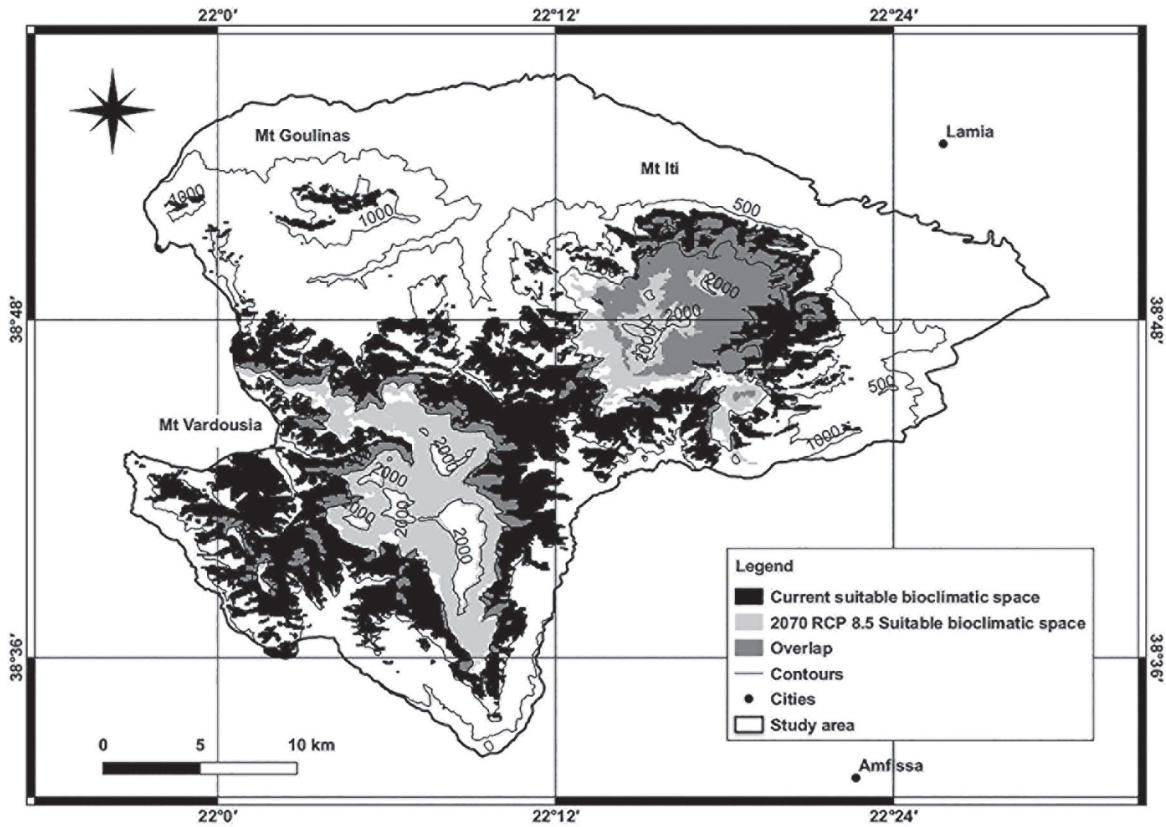 22°0′ 22°12′ 22°24′
Lamia
Mt Goulinas
Mt Iti
1000
1000
500
2000
2000
2000
38°48′ 38°48′
500
Mt Vardousia
1000
2000
2000
2000
2000
Legend
Current suitable bioclimatic space
2070 RCP 8.5 Suitable bioclimatic space
Overlap
Contours
Cities
Study area
38°36′ 38°36′
0 5 10 km
Amfissa
22°0′ 22°12′ 22°24′